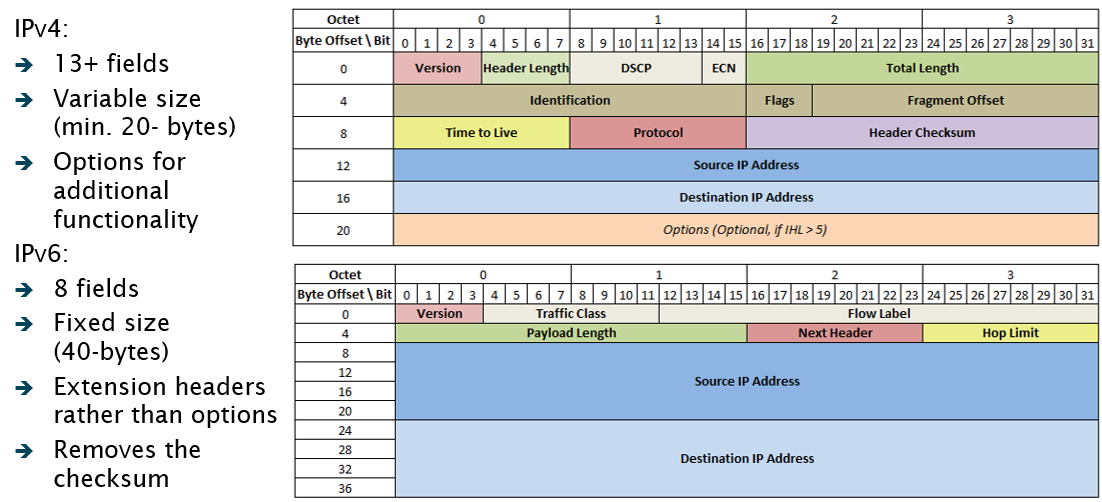 IPv4:
➔ 13+ fields
➔ Variable size
(min. 20- bytes)
➔ Options for
additional
functionality
IPv6:
➔ 8 fields
➔ Fixed size
(40-bytes)
➔ Extension headers
rather than options
➔ Removes the
checksum
Octet 0 1 2 3
Byte Offset \ Bit 0 1 2 3 4 5 6 7 8 9 10 11 12 13 14 15 16 17 18 19 20 21 22 23 24 25 26 27 28 29 30 31
0 Version Header Length DSCP ECN Total Length
4 Identification Flags Fragment Offset
8 Time to Live Protocol Header Checksum
12 Source IP Address
16 Destination IP Address
20 Options (Optional, if IHL > 5)
Octet 0 1 2 3
Byte Offset \ Bit 0 1 2 3 4 5 6 7 8 9 10 11 12 13 14 15 16 17 18 19 20 21 22 23 24 25 26 27 28 29 30 31
0 Version Traffic Class Flow Label
4 Payload Length Next Header Hop Limit
8
12
Source IP Address
16
20
24
28
Destination IP Address
32
36